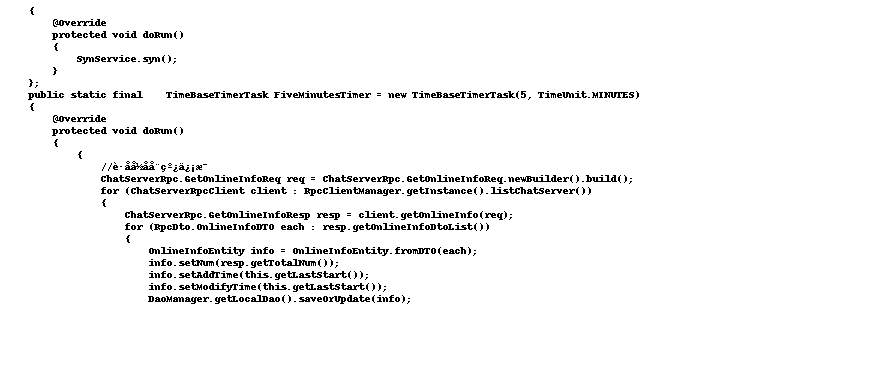 {
@Override
protected void doRun()
{
SynService.syn();
}
};
public static final TimeBaseTimerTask FiveMinutesTimer = new TimeBaseTimerTask(5, TimeUnit.MINUTES)
{
@Override
protected void doRun()
{
{
//
ChatServerRpc.GetOnlineInfoReq req = ChatServerRpc.GetOnlineInfoReq.newBuilder().build();
for (ChatServerRpcClient client : RpcClientManager.getInstance().listChatServer())
{
ChatServerRpc.GetOnlineInfoResp resp = client.getOnlineInfo(req);
for (RpcDto.OnlineInfoDTO each : resp.getOnlineInfoDtoList())
{
OnlineInfoEntity info = OnlineInfoEntity.fromDTO(each);
info.setNum(resp.getTotalNum());
info.setAddTime(this.getLastStart());
info.setModifyTime(this.getLastStart());
DaoManager.getLocalDao().saveOrUpdate(info);